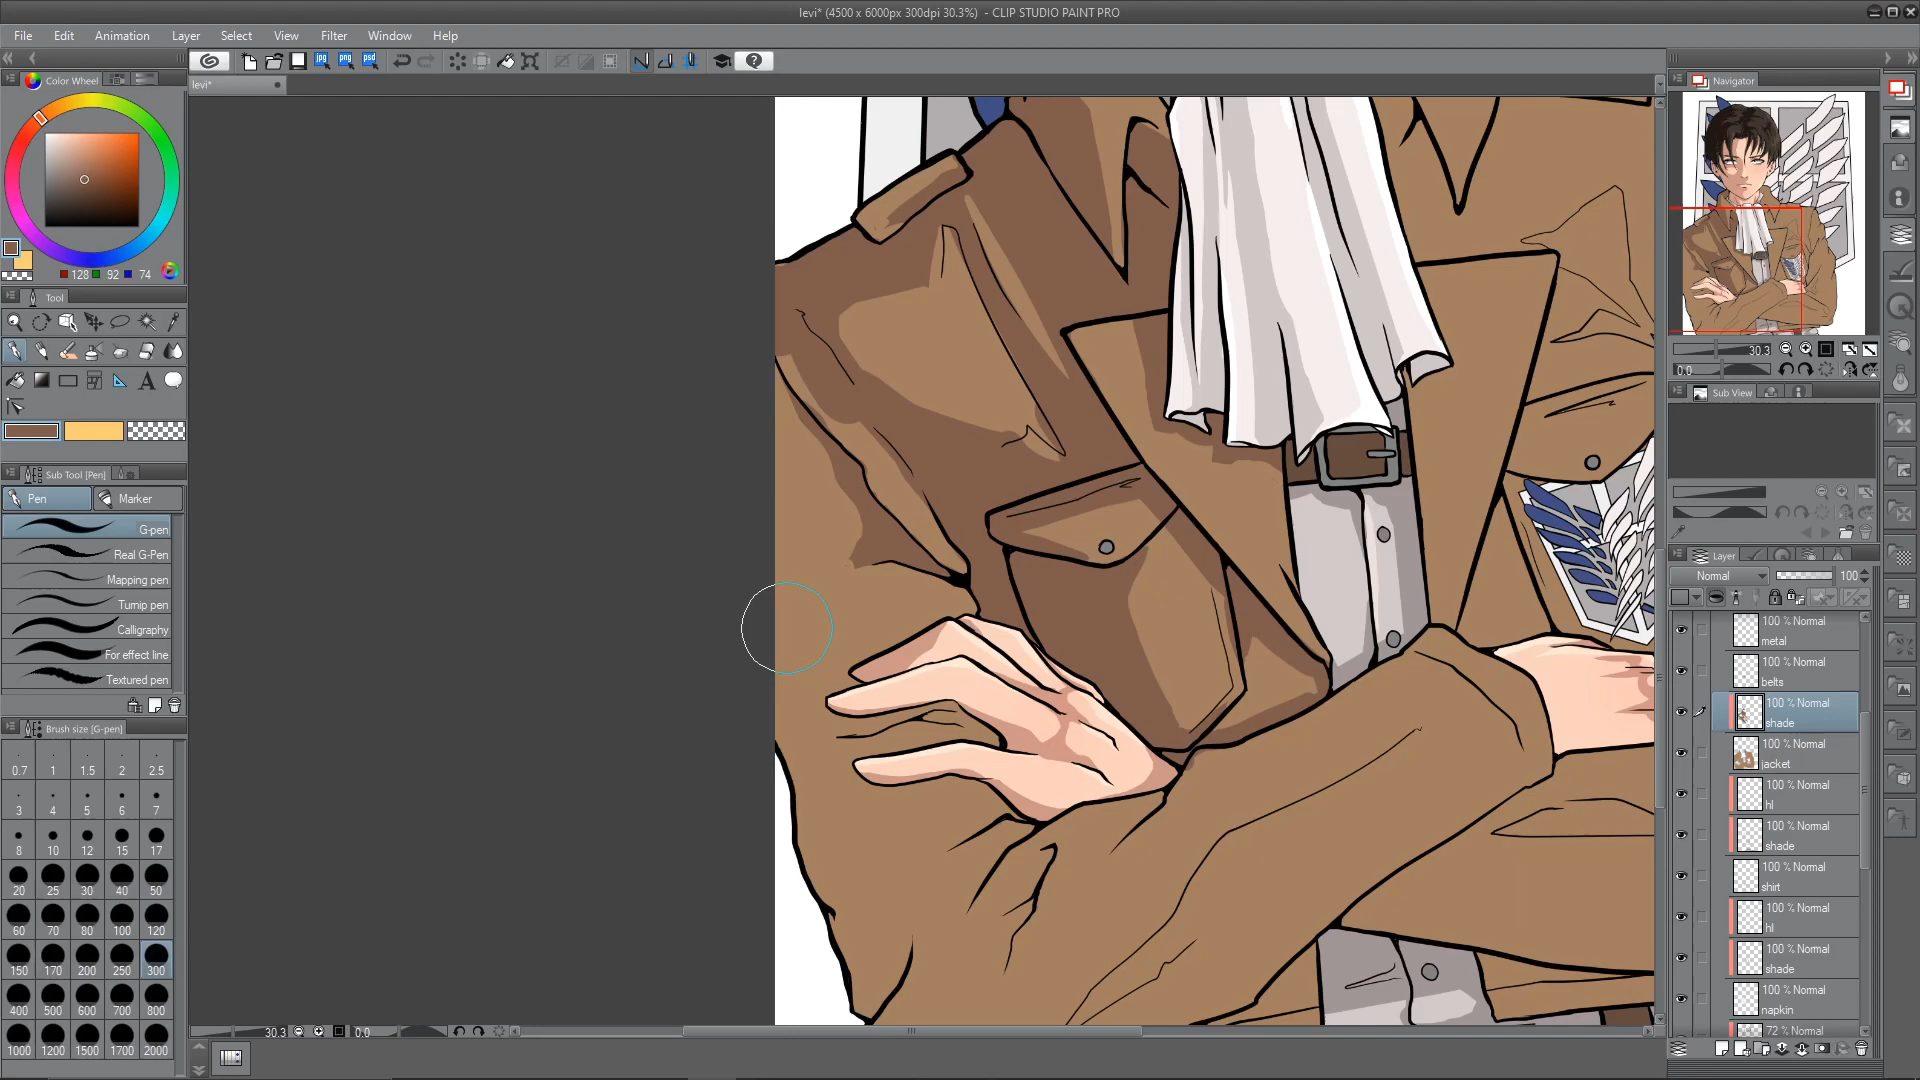 levi* (4500 x 6000px 300dpi 30.3%) - CLIP STUDIO PAINT PRO
File Edit Animation Layer Select View Filter Window Help
jpg png psd ?
Color Wheel
levi*
Navigator
128 92 74
Tool
A
30.3
0.0
Sub View
Sub Tool [Pen]
Pen Marker
G-pen
Real G-Pen
Mapping pen
Turnip pen
Calligraphy
For effect line
Textured pen
Layer
Normal 100
100 % Normal
metal
100 % Normal
belts
100 % Normal
shade
100 % Normal
jacket
100 % Normal
hl
100 % Normal
shade
100 % Normal
shirt
100 % Normal
hl
100 % Normal
shade
100 % Normal
napkin
72 % Normal
Brush size [G-pen]
0.7 1 1.5 2 2.5
3 4 5 6 7
8 10 12 15 17
20 25 30 40 50
60 70 80 100 120
150 170 200 250 300
400 500 600 700 800
1000 1200 1500 1700 2000
30.3 0.0